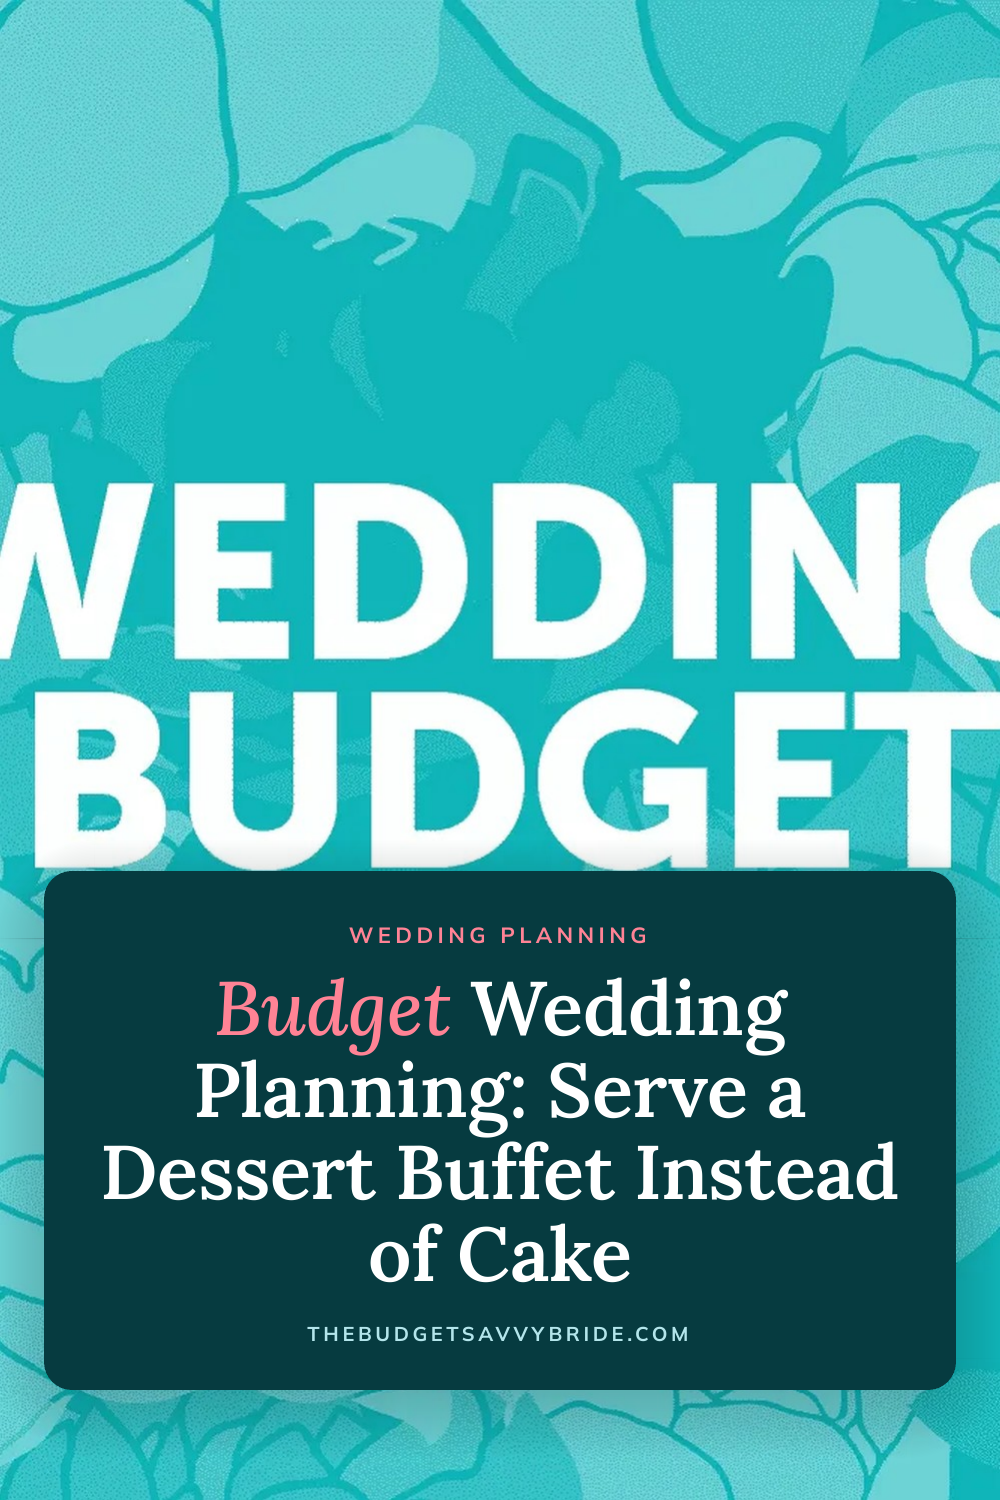 WEDDING
BUDGET
WEDDING PLANNING
Budget Wedding
Planning: Serve a
Dessert Buffet Instead
of Cake
THEBUDGETSAVVYBRIDE.COM